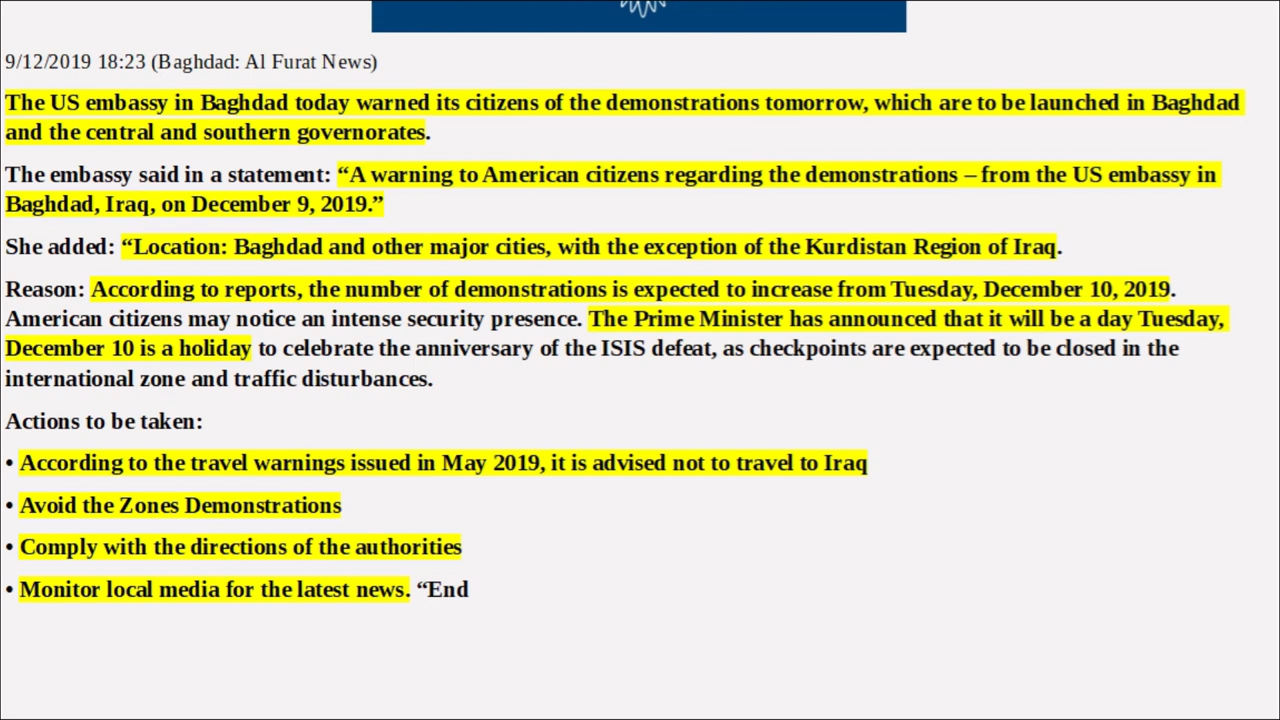 9/12/2019 18:23 (Baghdad: Al Furat News)
The US embassy in Baghdad today warned its citizens of the demonstrations tomorrow, which are to be launched in Baghdad
and the central and southern governorates.
The embassy said in a statement: “A warning to American citizens regarding the demonstrations – from the US embassy in
Baghdad, Iraq, on December 9, 2019.”
She added: “Location: Baghdad and other major cities, with the exception of the Kurdistan Region of Iraq.
Reason: According to reports, the number of demonstrations is expected to increase from Tuesday, December 10, 2019.
American citizens may notice an intense security presence. The Prime Minister has announced that it will be a day Tuesday,
December 10 is a holiday to celebrate the anniversary of the ISIS defeat, as checkpoints are expected to be closed in the
international zone and traffic disturbances.
Actions to be taken:
• According to the travel warnings issued in May 2019, it is advised not to travel to Iraq
• Avoid the Zones Demonstrations
• Comply with the directions of the authorities
• Monitor local media for the latest news. “End